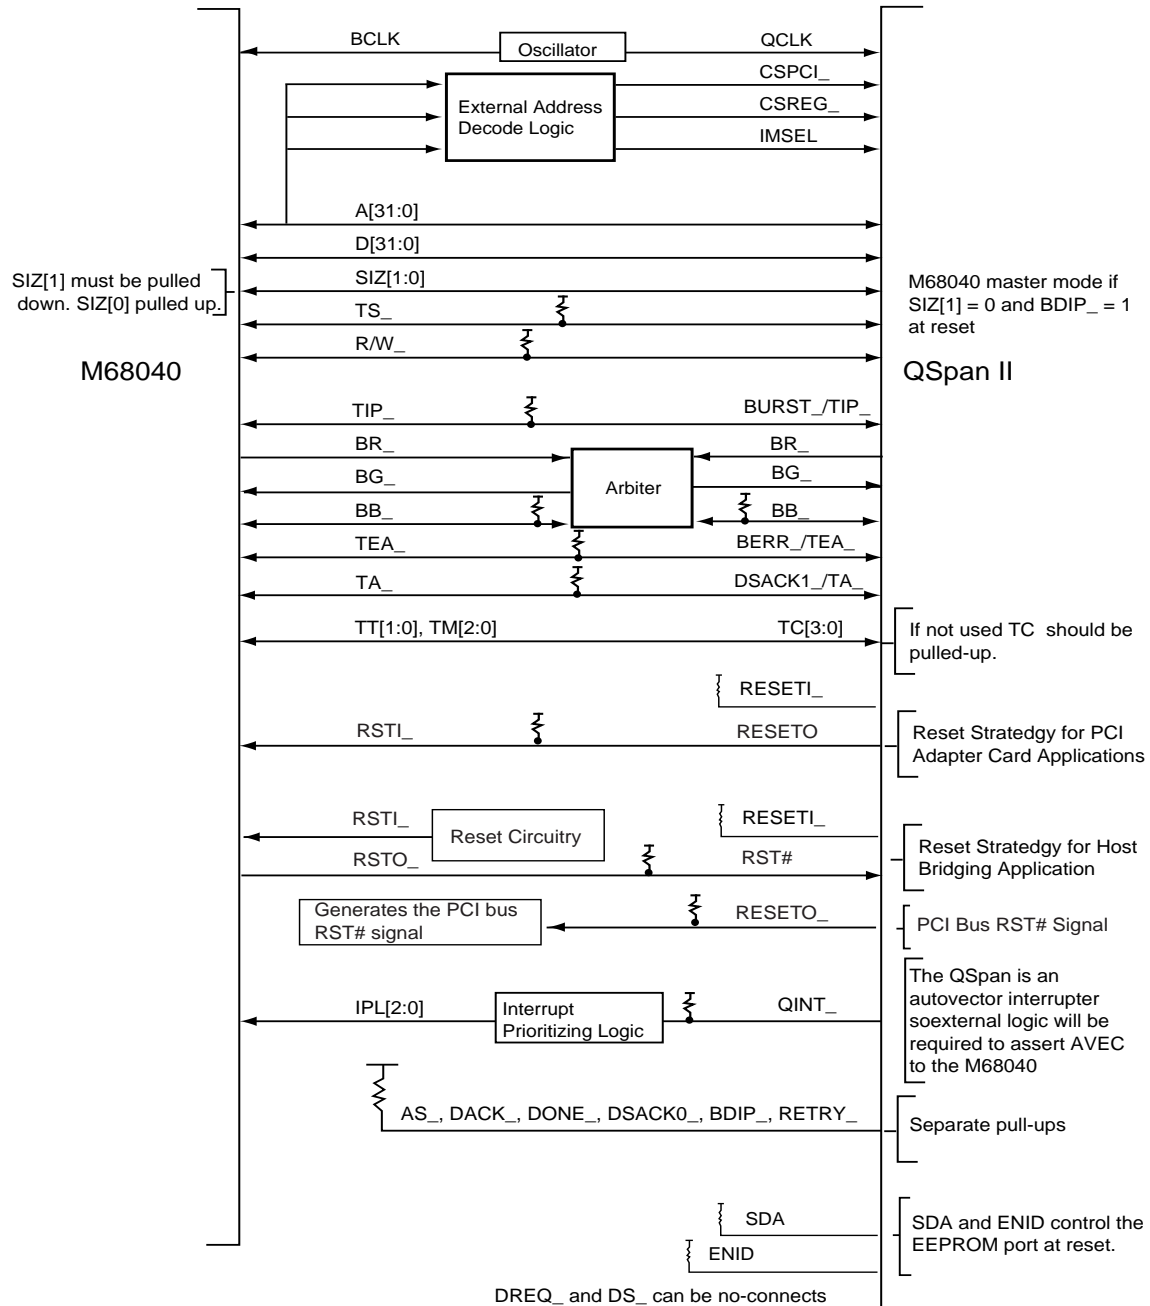 BCLK
Oscillator
QCLK
CSPCI_
External Address
Decode Logic
CSREG_
IMSEL
A[31:0]
D[31:0]
SIZ[1] must be pulled
down. SIZ[0] pulled up.
SIZ[1:0]
M68040 master mode if
SIZ[1] = 0 and BDIP_ = 1
at reset
TS_
R/W_
M68040
QSpan II
TIP_
BURST_/TIP_
BR_
BR_
BG_
Arbiter
BG_
BB_
BB_
TEA_
BERR_/TEA_
TA_
DSACK1_/TA_
TT[1:0], TM[2:0]
TC[3:0]
If not used TC should be
pulled-up.
RESETI_
RSTI_
RESETO
Reset Stratedgy for PCI
Adapter Card Applications
RSTI_
Reset Circuitry
RESETI_
RSTO_
RST#
Reset Stratedgy for Host
Bridging Application
Generates the PCI bus
RST# signal
RESETO_
PCI Bus RST# Signal
IPL[2:0]
Interrupt
Prioritizing Logic
QINT_
The QSpan is an
autovector interrupter
soexternal logic will be
required to assert AVEC
to the M68040
AS_, DACK_, DONE_, DSACK0_, BDIP_, RETRY_
Separate pull-ups
SDA
ENID
SDA and ENID control the
EEPROM port at reset.
DREQ_ and DS_ can be no-connects